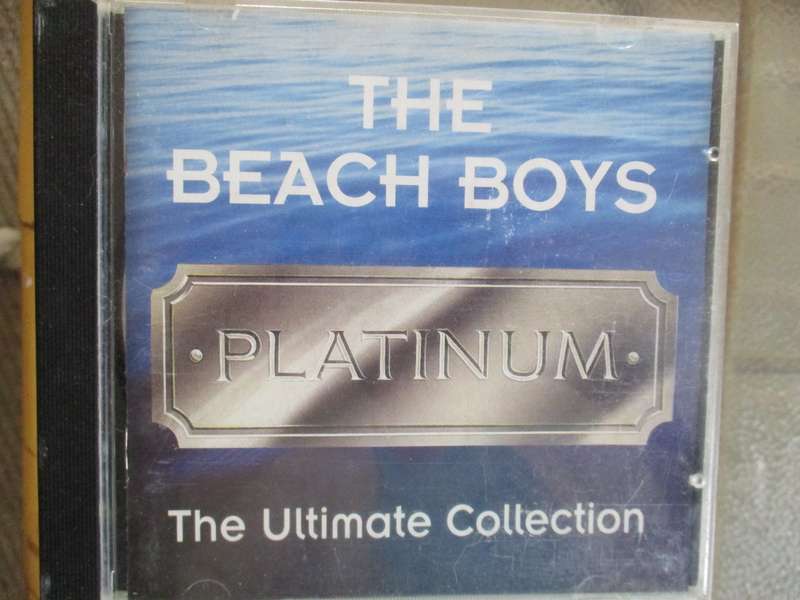 THE
BEACH BOYS
PLATINUM
The Ultimate Collection